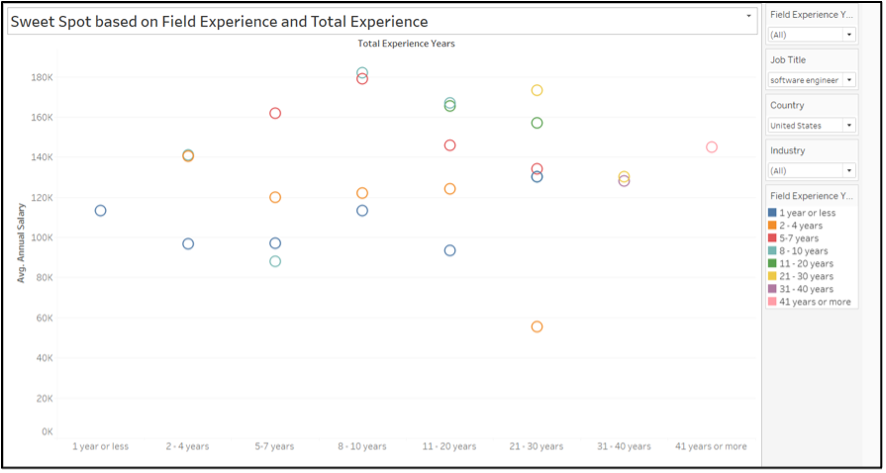 Sweet Spot based on Field Experience and Total Experience
Total Experience Years
Avg. Annual Salary
180K
160K
140K
120K
100K
80K
60K
40K
20K
0K
1 year or less
2 - 4 years
5-7 years
8 - 10 years
11 - 20 years
21 - 30 years
31 - 40 years
41 years or more
Field Experience Y...
(All)
Job Title
software engineer
Country
United States
Industry
(All)
Field Experience Y...
1 year or less
2 - 4 years
5-7 years
8 - 10 years
11 - 20 years
21 - 30 years
31 - 40 years
41 years or more